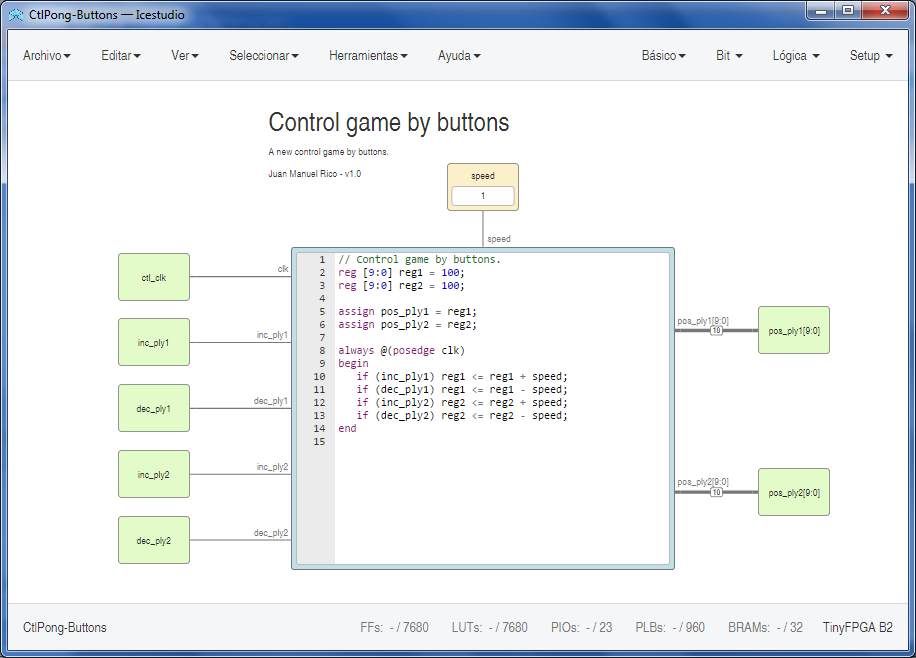 CtlPong-Buttons — Icestudio
Archivo Editar Ver Seleccionar Herramientas Ayuda Básico Bit Lógica Setup
Control game by buttons
A new control game by buttons.
Juan Manuel Rico - v1.0
speed
1
speed
ctl_clk
clk
inc_ply1
inc_ply1
dec_ply1
dec_ply1
inc_ply2
inc_ply2
dec_ply2
dec_ply2
1 // Control game by buttons.
2 reg [9:0] reg1 = 100;
3 reg [9:0] reg2 = 100;
4
5 assign pos_ply1 = reg1;
6 assign pos_ply2 = reg2;
7
8 always @(posedge clk)
9 begin
10 if (inc_ply1) reg1 <= reg1 + speed;
11 if (dec_ply1) reg1 <= reg1 - speed;
12 if (inc_ply2) reg2 <= reg2 + speed;
13 if (dec_ply2) reg2 <= reg2 - speed;
14 end
15
pos_ply1[9:0]
10
pos_ply1[9:0]
pos_ply2[9:0]
10
pos_ply2[9:0]
CtlPong-Buttons FFs: - / 7680 LUTs: - / 7680 PIOs: - / 23 PLBs: - / 960 BRAMs: - / 32 TinyFPGA B2